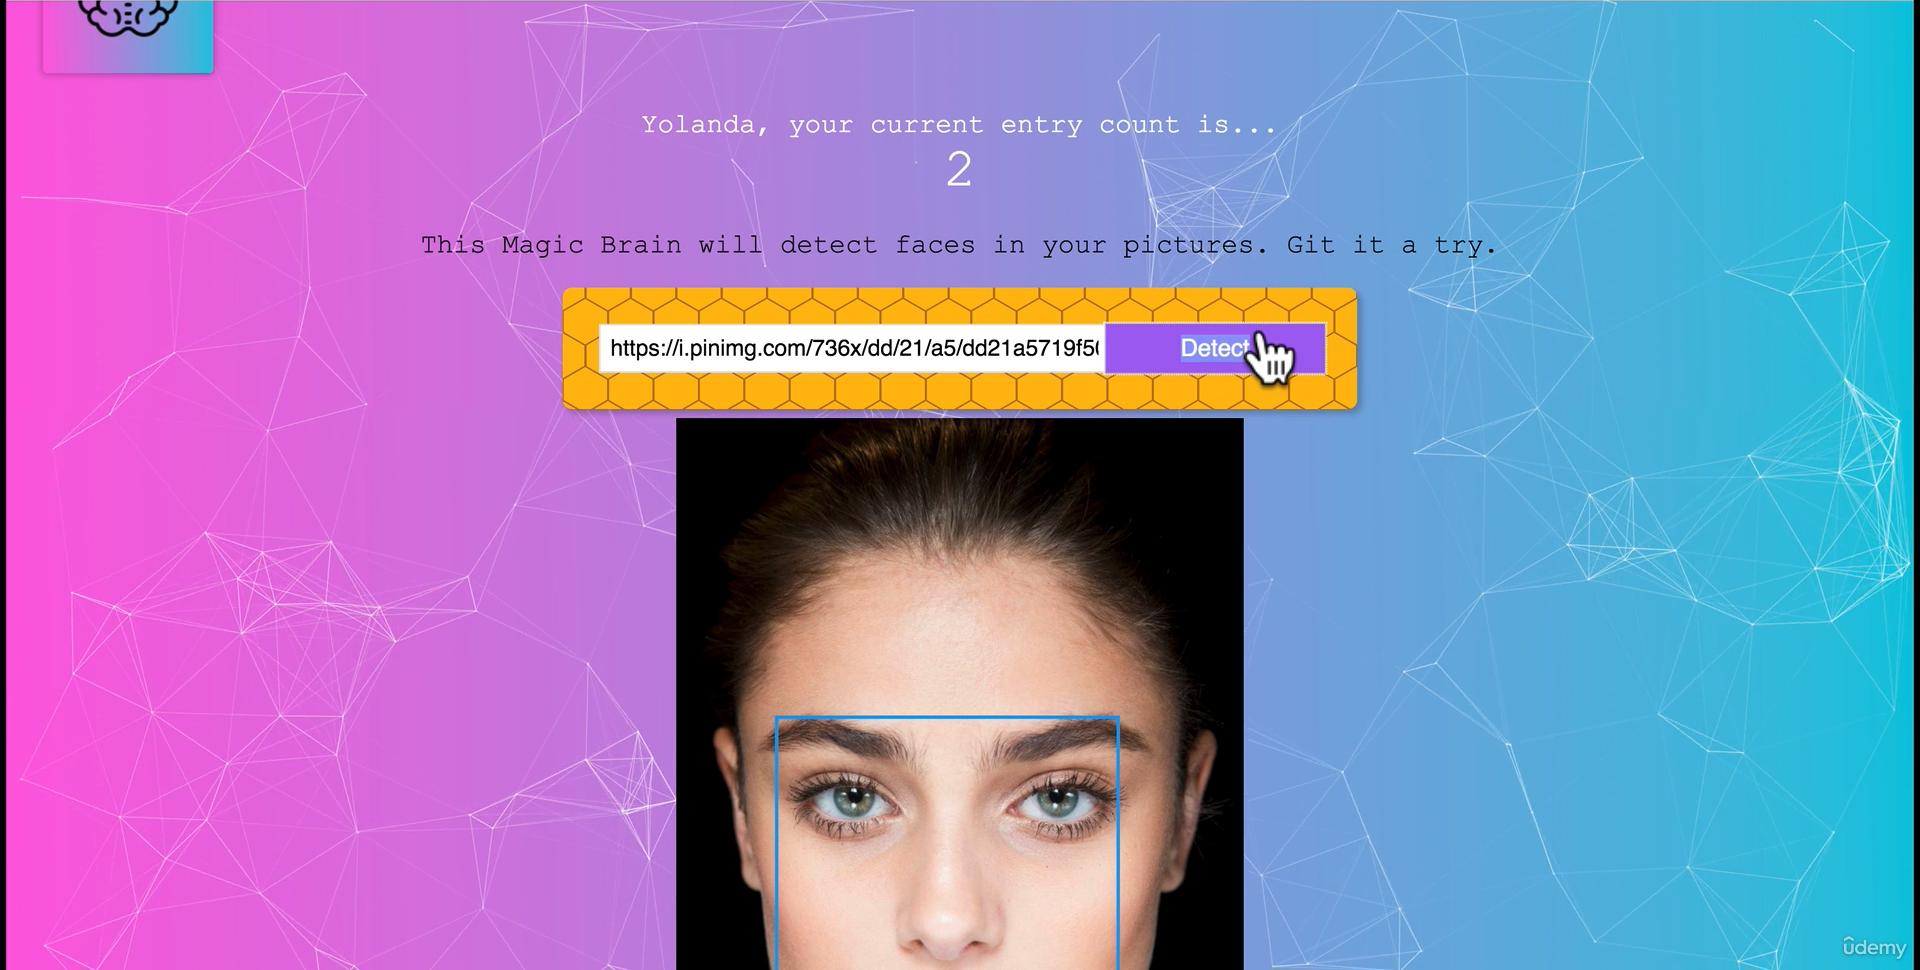 Yolanda, your current entry count is...
2
This Magic Brain will detect faces in your pictures. Git it a try.
https://i.pinimg.com/736x/dd/21/a5/dd21a5719f5
Detect
ûdemy